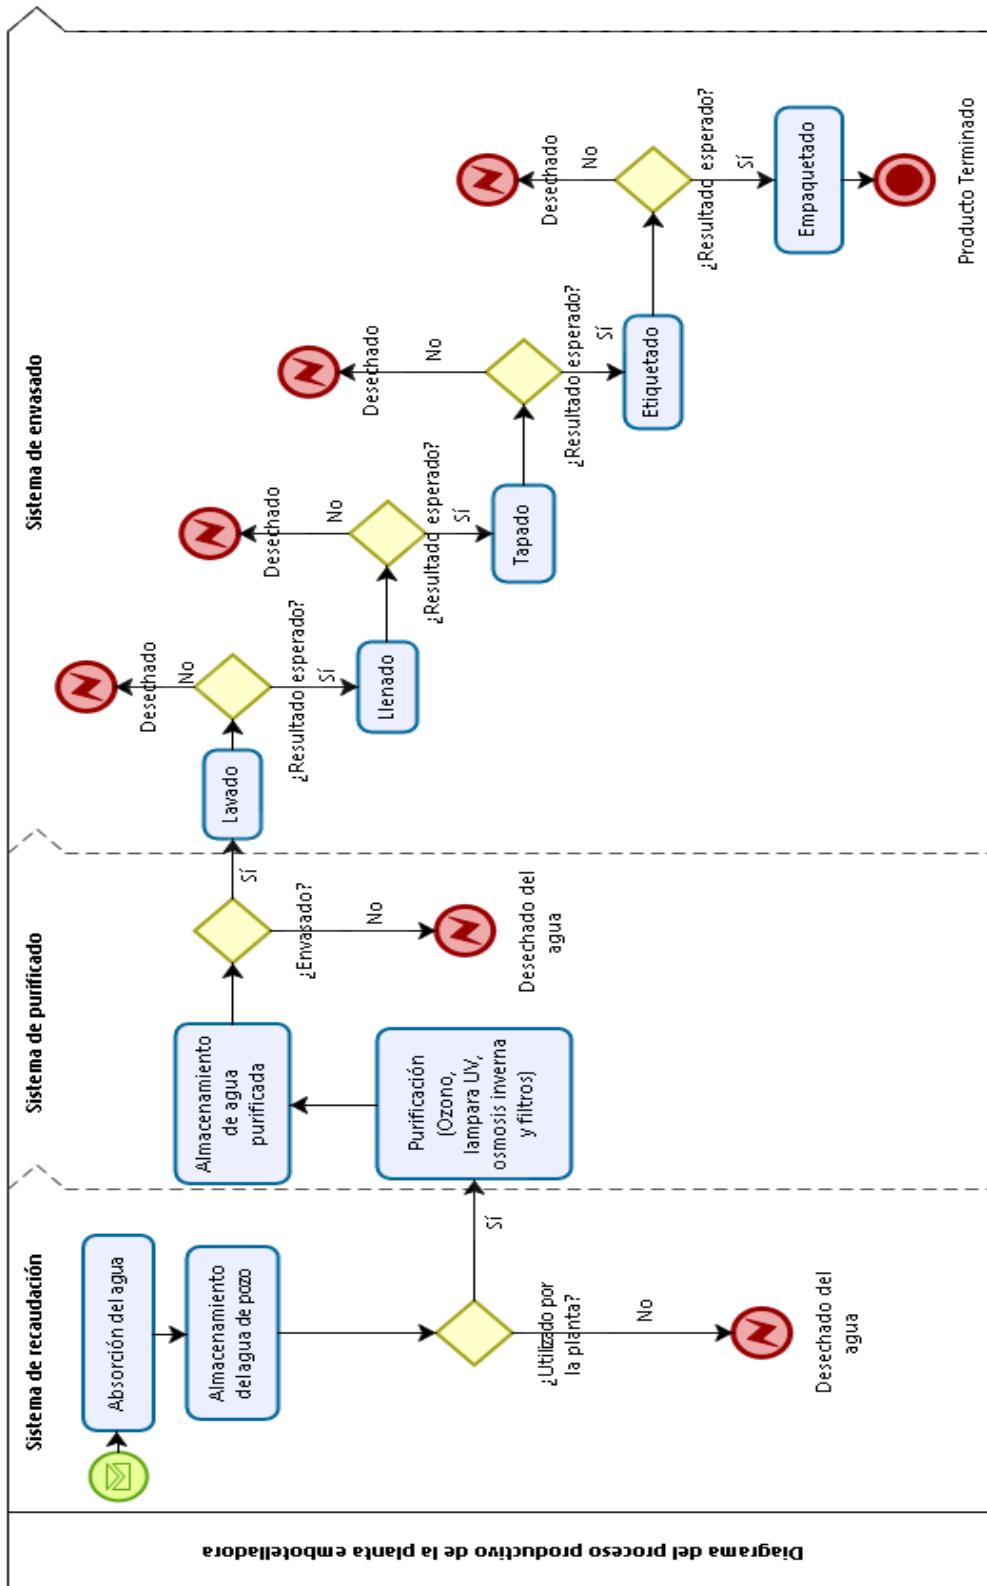 Diagrama del proceso productivo de la planta embotelladora
Sistema de recaudación
Absorción del agua
Almacenamiento
del agua de pozo
¿Utilizado por
la planta?
Sí
No
Desechado del
agua
Sistema de purificado
Purificación
(Ozono,
lampara UV,
osmosis inverna
y filtros)
Almacenamiento
de agua
purificada
¿Envasado?
Sí
No
Desechado del
agua
Sistema de envasado
Lavado
¿Resultado esperado?
No
Desechado
Sí
Llenado
¿Resultado esperado?
No
Desechado
Sí
Tapado
¿Resultado esperado?
No
Desechado
Sí
Etiquetado
¿Resultado esperado?
No
Desechado
Sí
Empaquetado
Producto Terminado